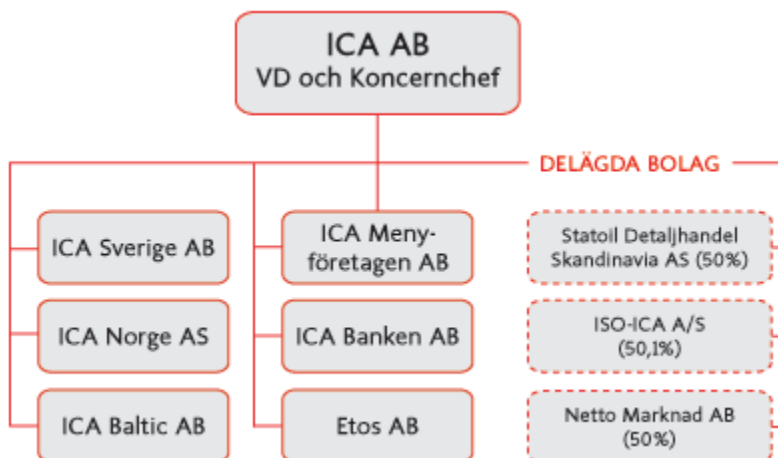 ICA AB
VD och Koncernchef
DELÄGDA BOLAG
ICA Sverige AB
ICA Norge AS
ICA Baltic AB
ICA Meny-
företagen AB
ICA Banken AB
Etos AB
Statoil Detaljhandel
Skandinavia AS (50%)
ISO-ICA A/S
(50,1%)
Netto Marknad AB
(50%)